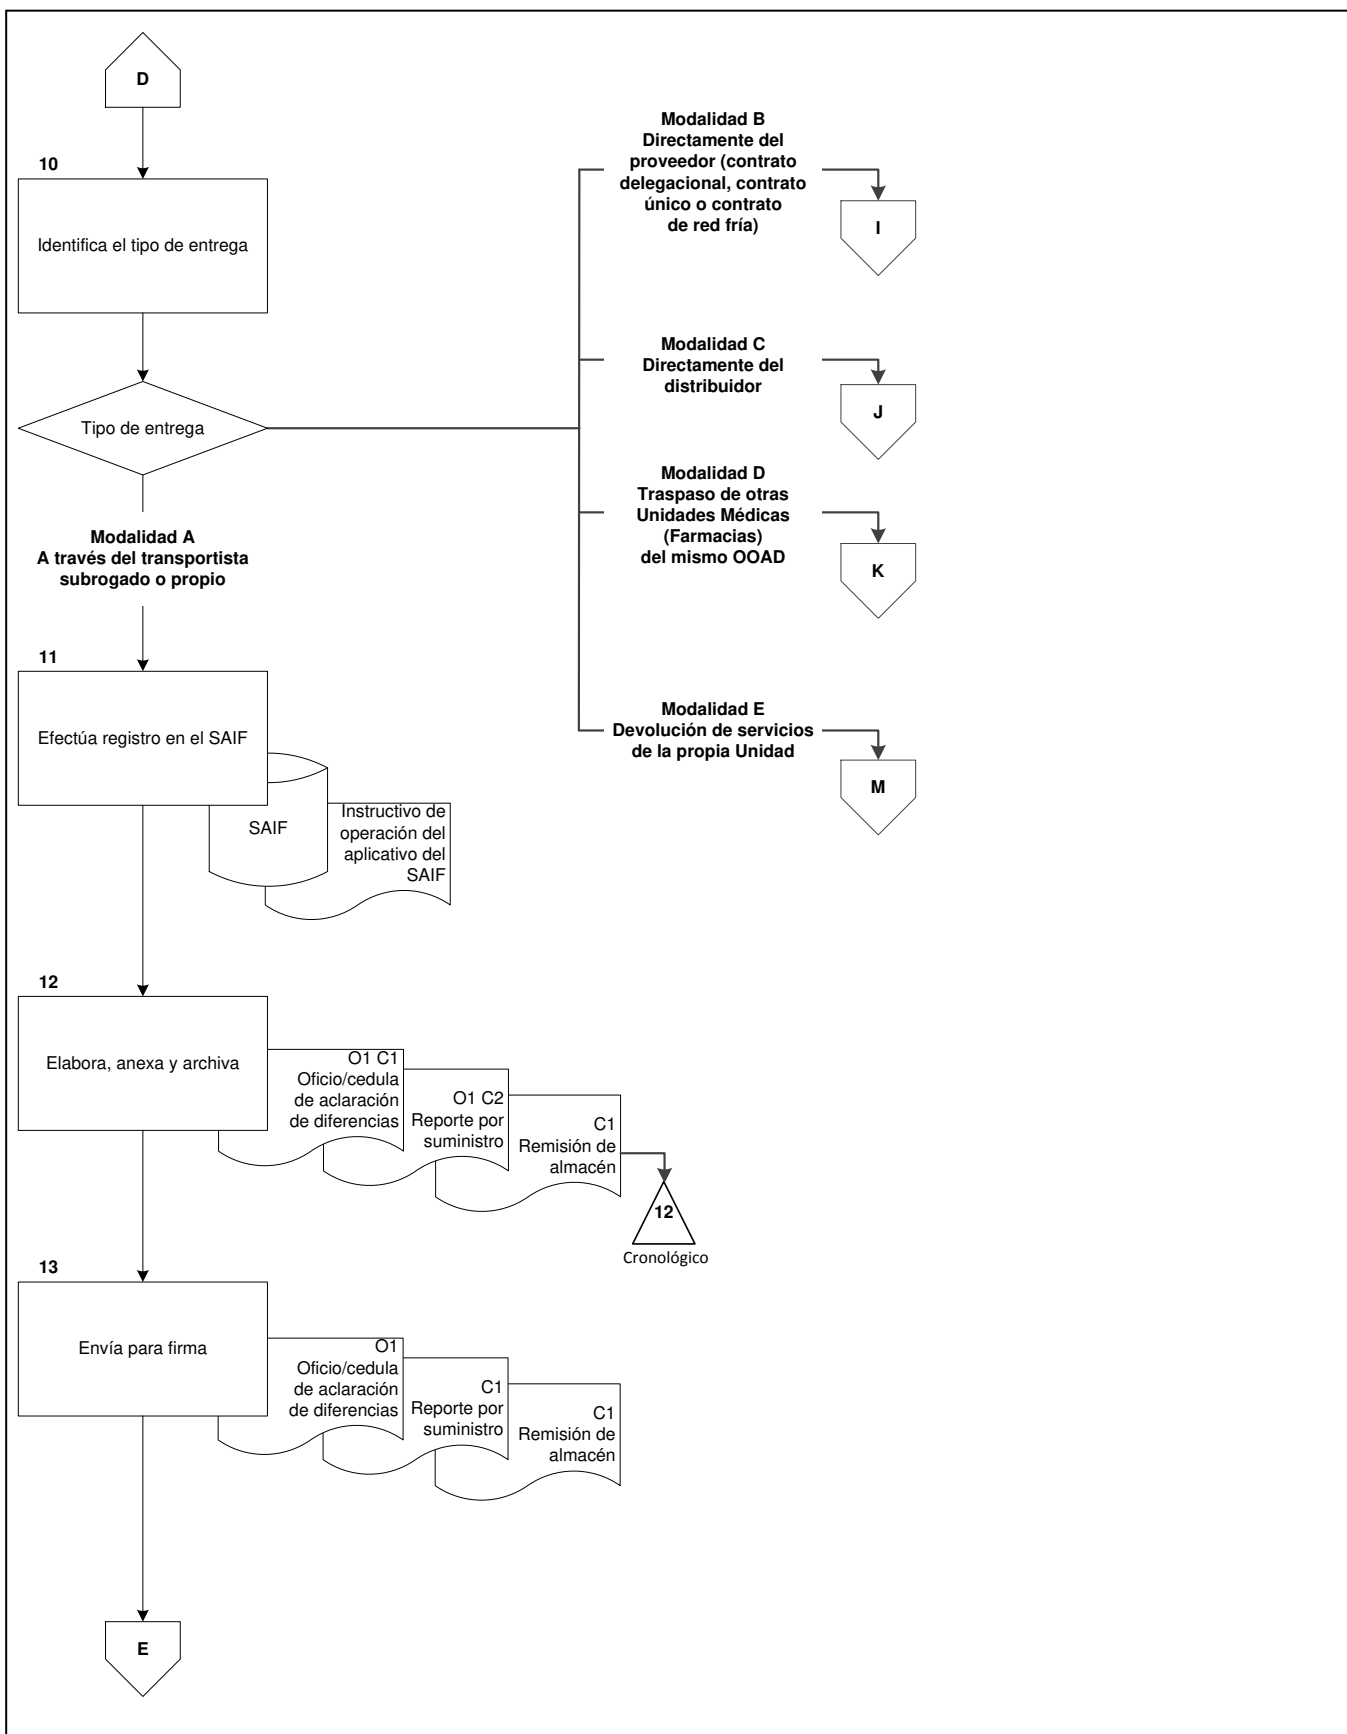 D
10
Identifica el tipo de entrega
Tipo de entrega
Modalidad B
Directamente del
proveedor (contrato
delegacional, contrato
único o contrato
de red fría)
I
Modalidad C
Directamente del
distribuidor
J
Modalidad D
Traspaso de otras
Unidades Médicas
(Farmacias)
del mismo OOAD
K
Modalidad E
Devolución de servicios
de la propia Unidad
M
Modalidad A
A través del transportista
subrogado o propio
11
Efectúa registro en el SAIF
SAIF
Instructivo de
operación del
aplicativo del
SAIF
12
Elabora, anexa y archiva
O1 C1
Oficio/cedula
de aclaración
de diferencias
O1 C2
Reporte por
suministro
C1
Remisión de
almacén
12
Cronológico
13
Envía para firma
O1
Oficio/cedula
de aclaración
de diferencias
C1
Reporte por
suministro
C1
Remisión de
almacén
E